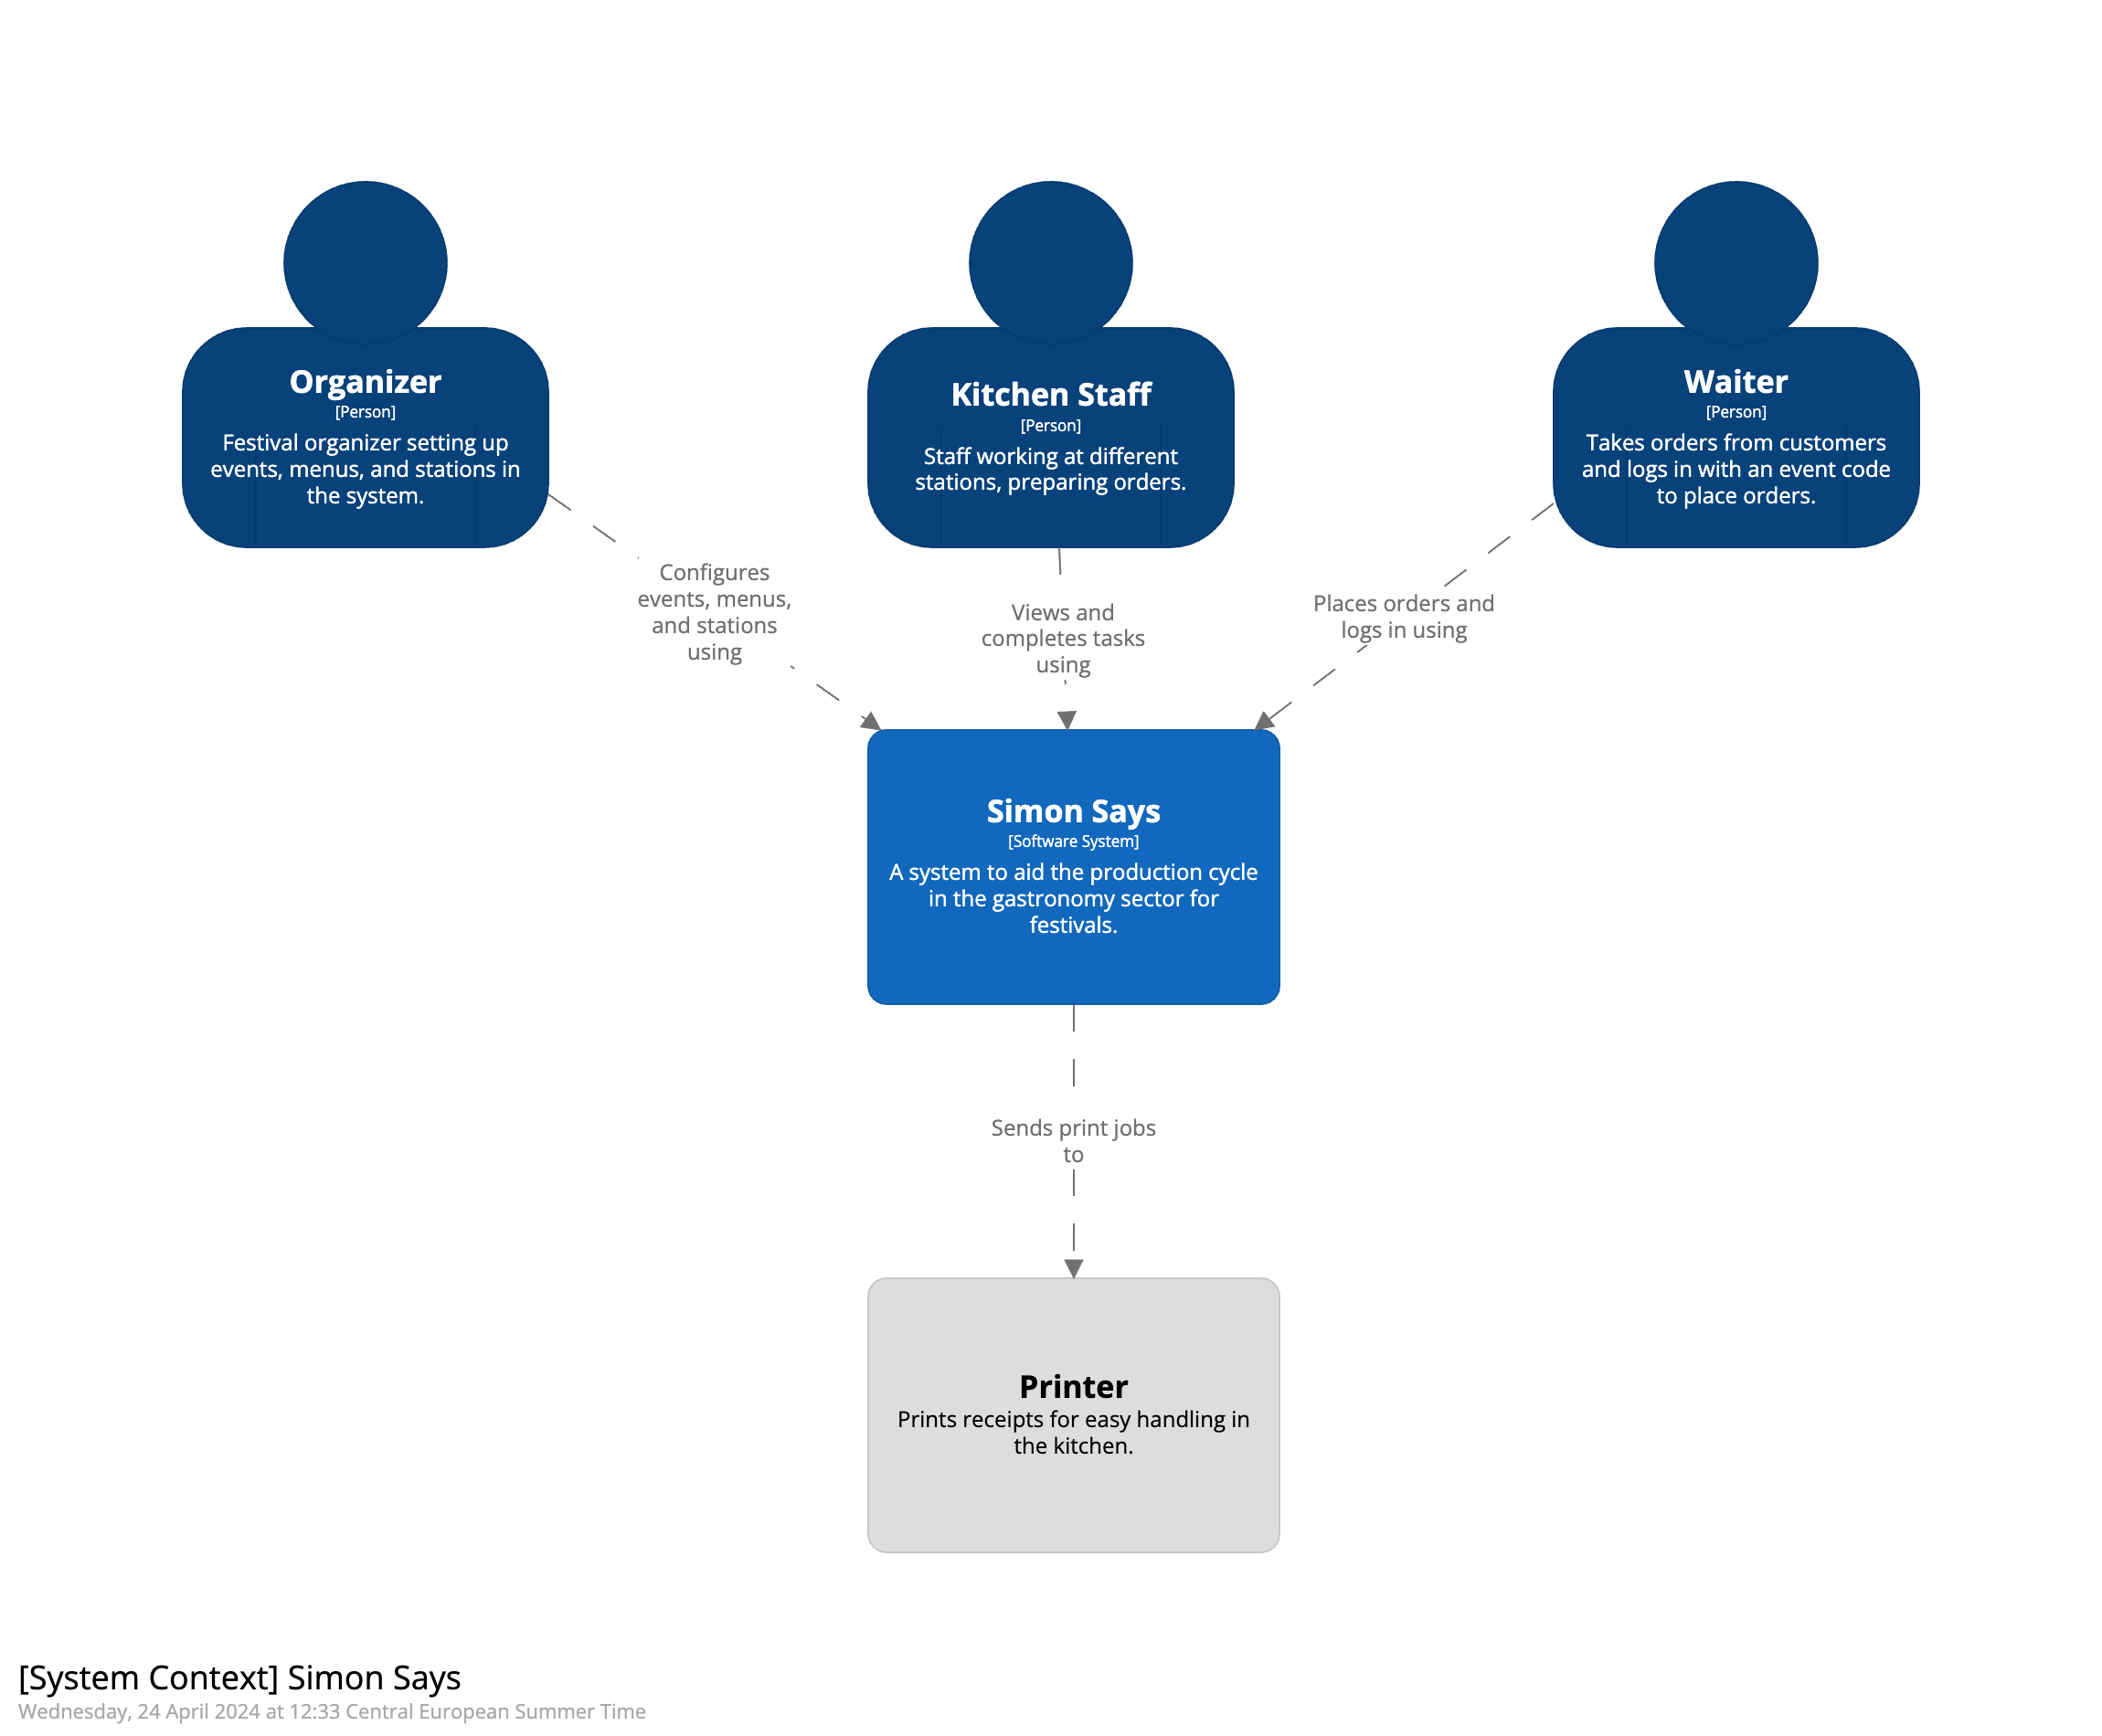 Organizer
[Person]
Festival organizer setting up
events, menus, and stations in
the system.
Kitchen Staff
[Person]
Staff working at different
stations, preparing orders.
Waiter
[Person]
Takes orders from customers
and logs in with an event code
to place orders.
Configures
events, menus,
and stations
using
Views and
completes tasks
using
Places orders and
logs in using
Simon Says
[Software System]
A system to aid the production cycle
in the gastronomy sector for
festivals.
Sends print jobs
to
Printer
Prints receipts for easy handling in
the kitchen.
[System Context] Simon Says
Wednesday, 24 April 2024 at 12:33 Central European Summer Time